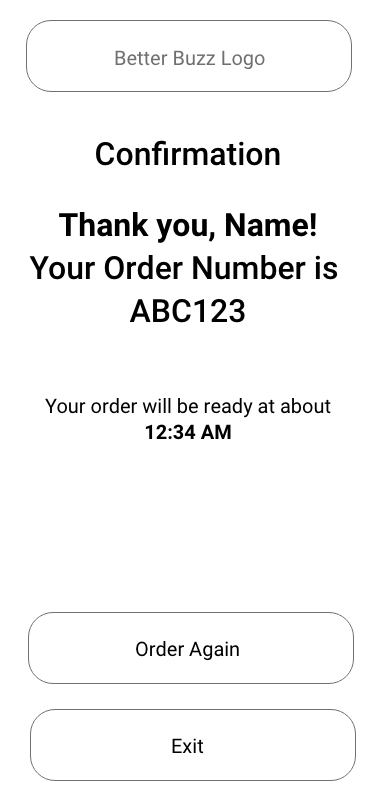 Better Buzz Logo
Confirmation
Thank you, Name!
Your Order Number is
ABC123
Your order will be ready at about
12:34 AM
Order Again
Exit